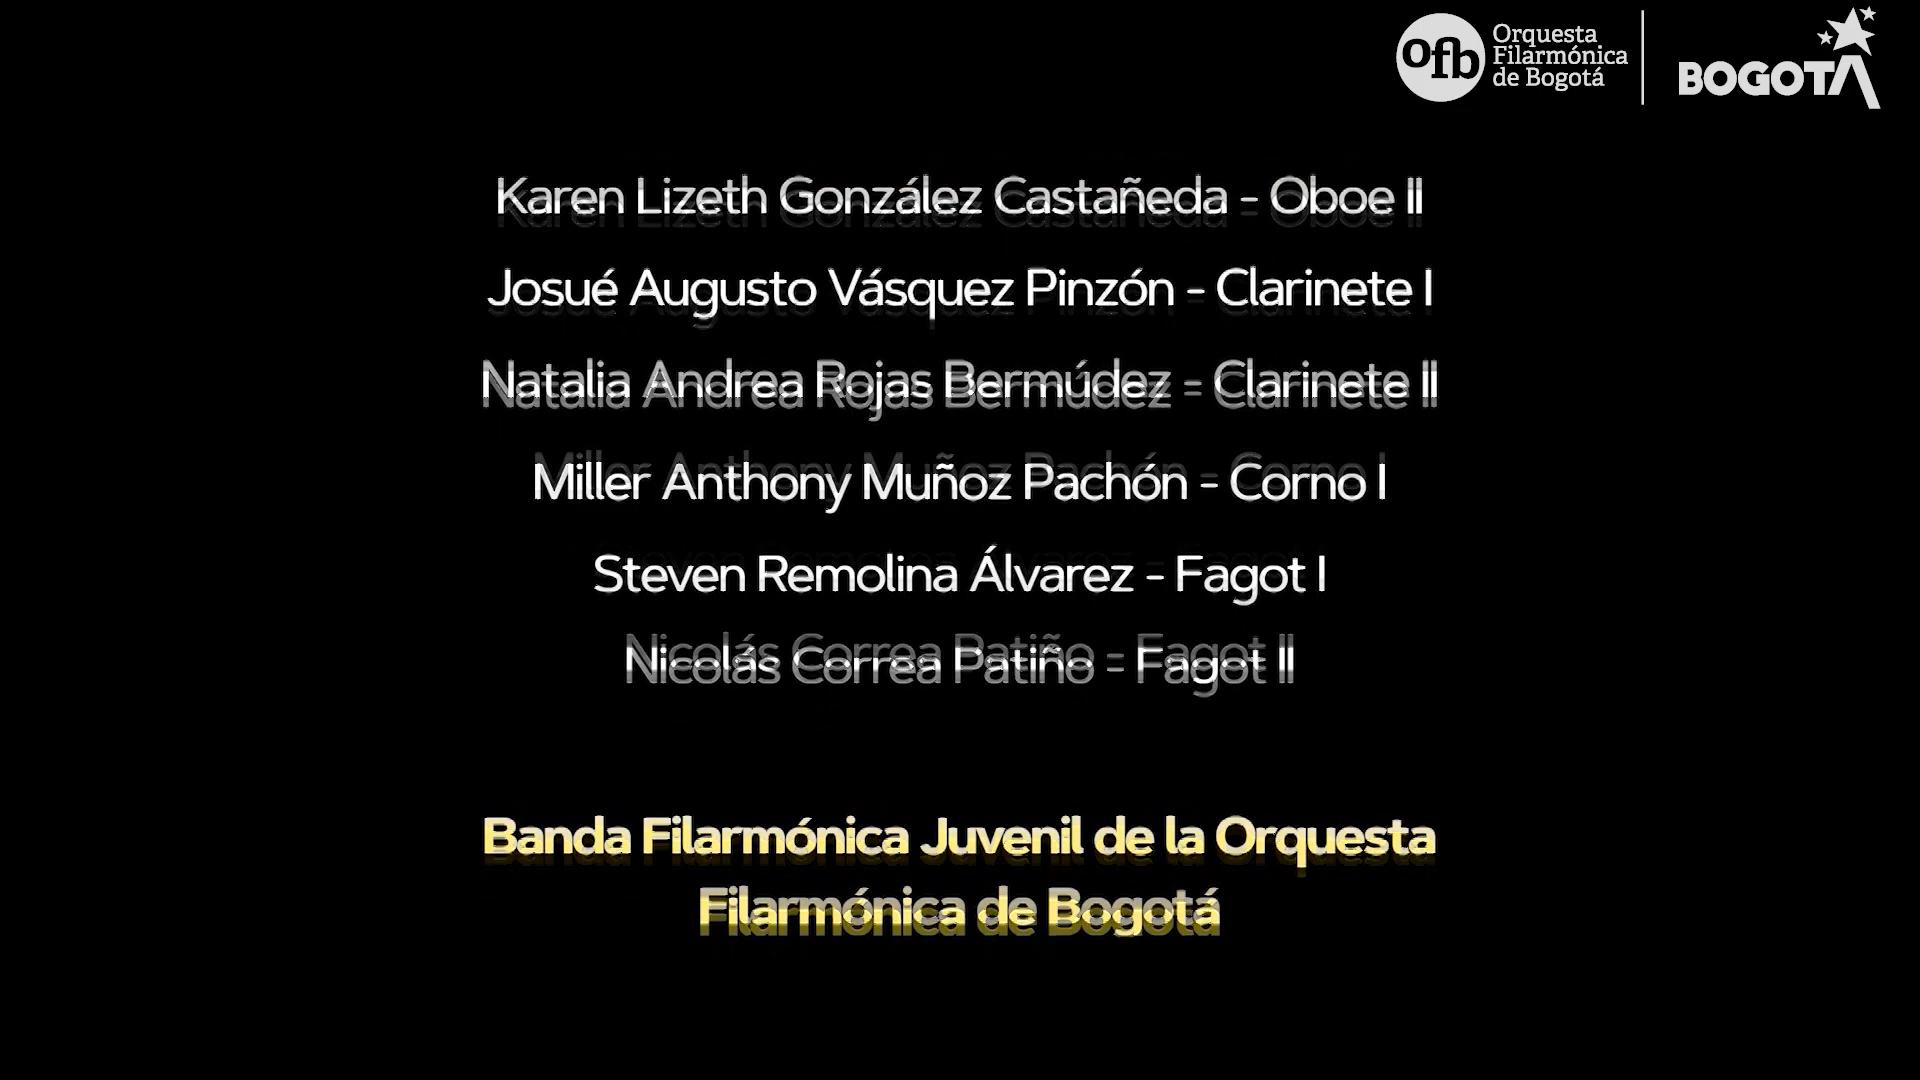 ofb
Orquesta
Filarmónica
de Bogotá
BOGOTÁ
Karen Lizeth González Castañeda - Oboe II
Josué Augusto Vásquez Pinzón - Clarinete I
Natalia Andrea Rojas Bermúdez - Clarinete II
Miller Anthony Muñoz Pachón - Corno I
Steven Remolina Álvarez - Fagot I
Nicolás Correa Patiño - Fagot II
Banda Filarmónica Juvenil de la Orquesta
Filarmónica de Bogotá